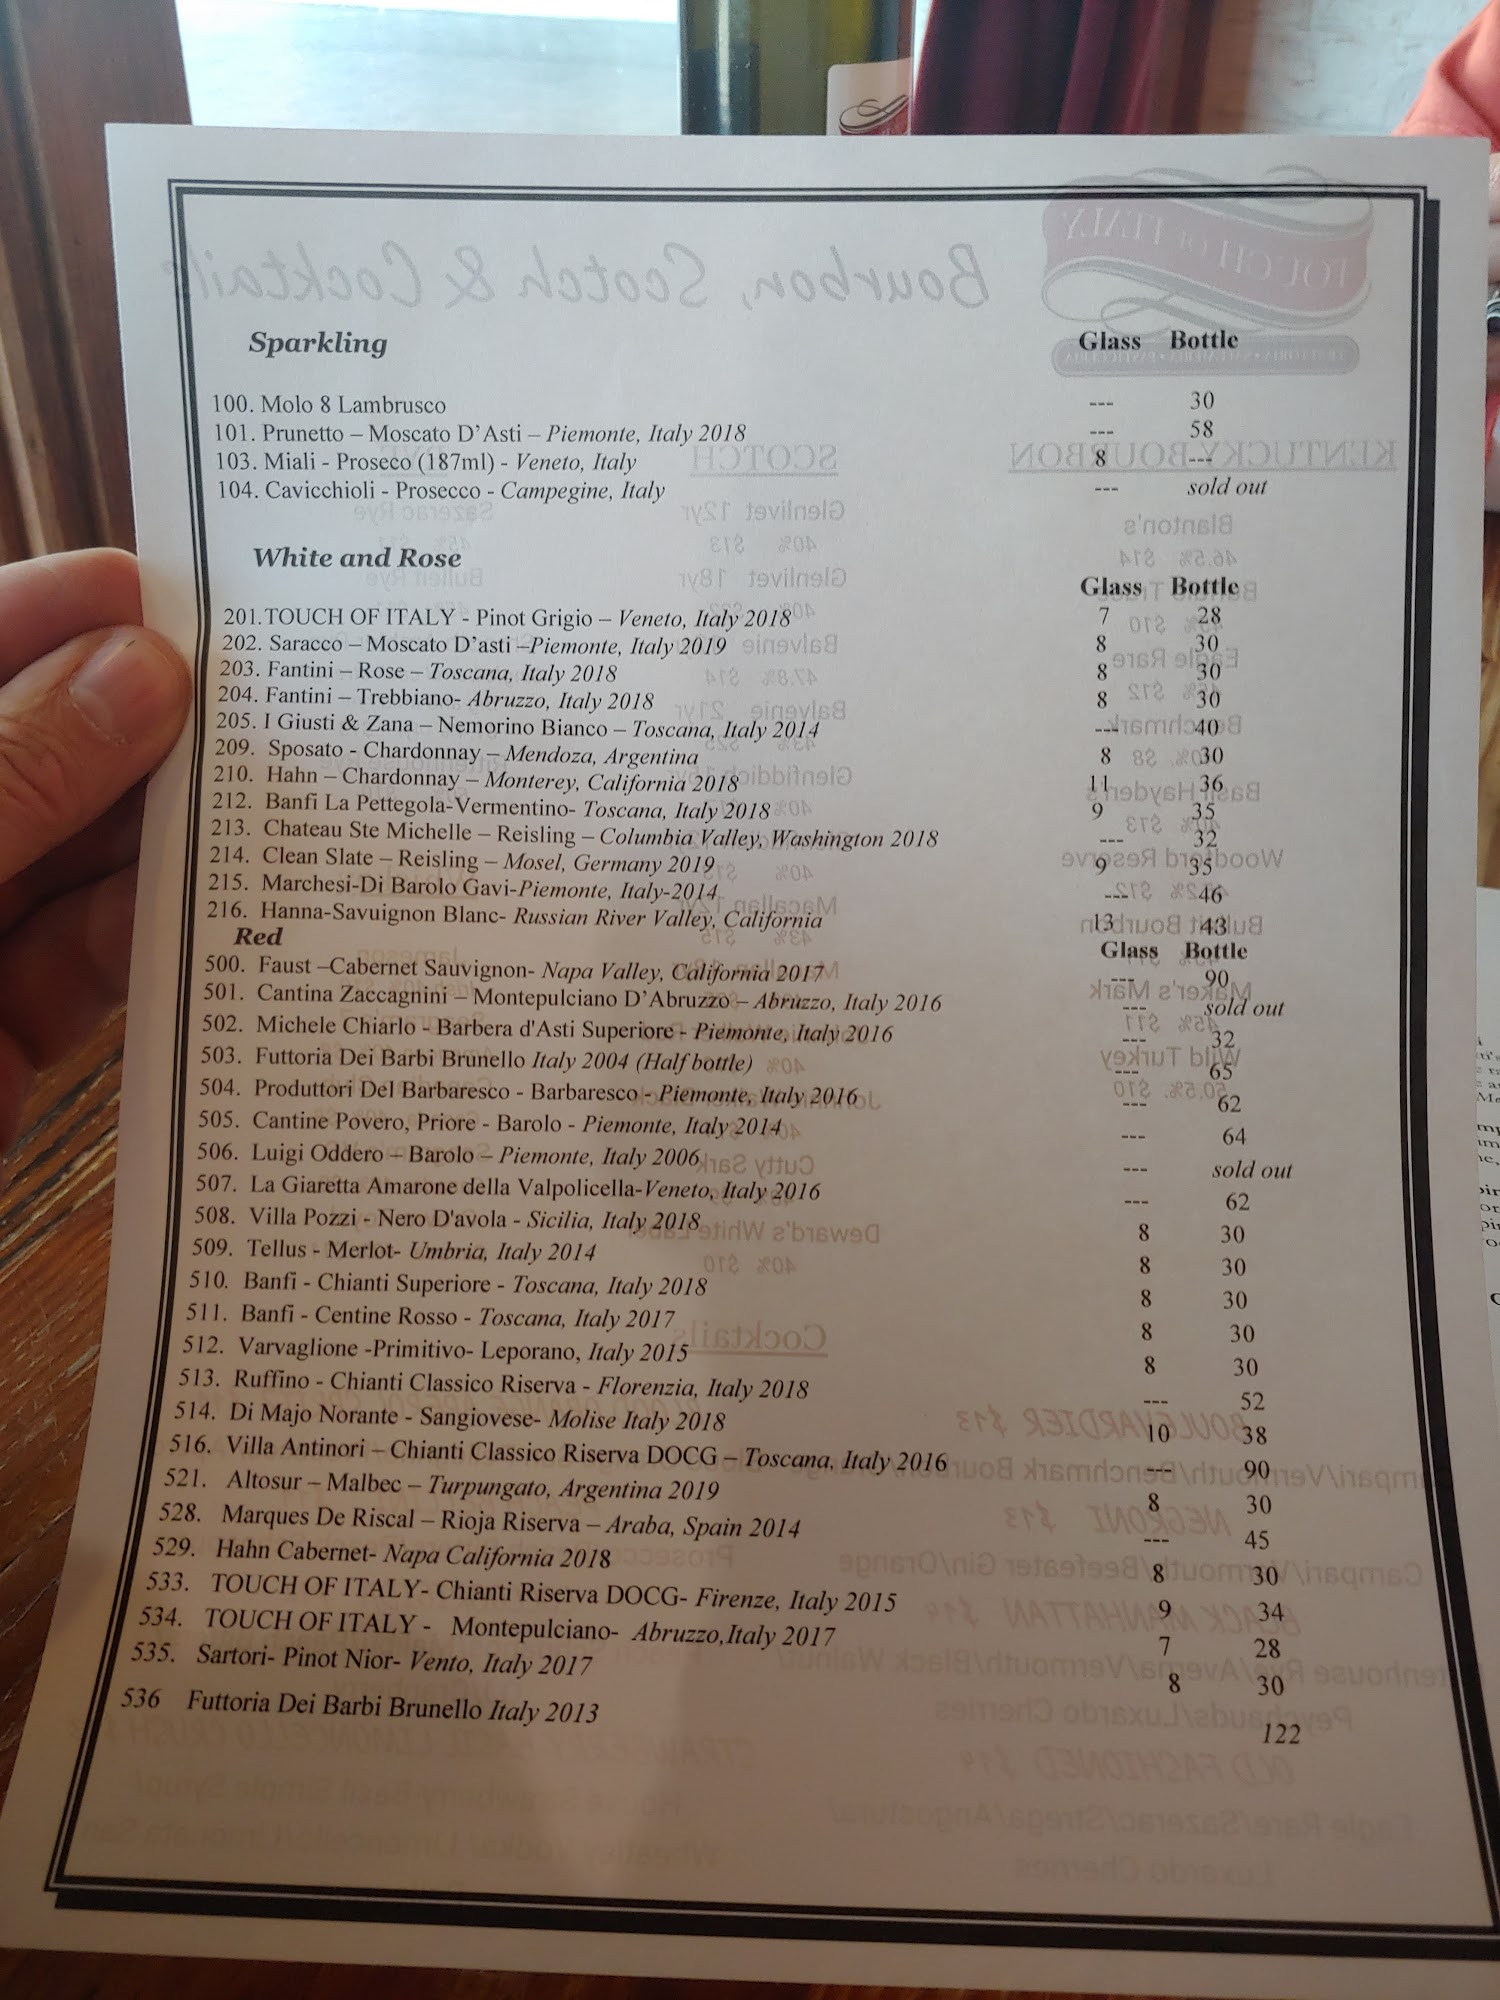 Sparkling Glass Bottle
100. Molo 8 Lambrusco --- 30
101. Prunetto – Moscato D'Asti – Piemonte, Italy 2018 --- 58
103. Miali - Proseco (187ml) - Veneto, Italy 8 ---
104. Cavicchioli - Prosecco - Campegine, Italy --- sold out
White and Rose Glass Bottle
201.TOUCH OF ITALY - Pinot Grigio – Veneto, Italy 2018 7 28
202. Saracco – Moscato D'asti –Piemonte, Italy 2019 8 30
203. Fantini – Rose – Toscana, Italy 2018 8 30
204. Fantini – Trebbiano- Abruzzo, Italy 2018 8 30
205. I Giusti & Zana – Nemorino Bianco – Toscana, Italy 2014 --- 40
209. Sposato - Chardonnay – Mendoza, Argentina 8 30
210. Hahn – Chardonnay – Monterey, California 2018 11 36
212. Banfi La Pettegola-Vermentino- Toscana, Italy 2018 9 35
213. Chateau Ste Michelle – Reisling – Columbia Valley, Washington 2018 --- 32
214. Clean Slate – Reisling – Mosel, Germany 2019 9 35
215. Marchesi-Di Barolo Gavi-Piemonte, Italy-2014 --- 46
216. Hanna-Savuignon Blanc- Russian River Valley, California 13 43
Red Glass Bottle
500. Faust –Cabernet Sauvignon- Napa Valley, California 2017 --- 90
501. Cantina Zaccagnini – Montepulciano D'Abruzzo – Abruzzo, Italy 2016 --- sold out
502. Michele Chiarlo - Barbera d'Asti Superiore - Piemonte, Italy 2016 --- 32
503. Futtoria Dei Barbi Brunello Italy 2004 (Half bottle) --- 65
504. Produttori Del Barbaresco - Barbaresco - Piemonte, Italy 2016 --- 62
505. Cantine Povero, Priore - Barolo - Piemonte, Italy 2014 --- 64
506. Luigi Oddero – Barolo – Piemonte, Italy 2006 --- sold out
507. La Giaretta Amarone della Valpolicella-Veneto, Italy 2016 --- 62
508. Villa Pozzi - Nero D'avola - Sicilia, Italy 2018 8 30
509. Tellus - Merlot- Umbria, Italy 2014 8 30
510. Banfi - Chianti Superiore - Toscana, Italy 2018 8 30
511. Banfi - Centine Rosso - Toscana, Italy 2017 8 30
512. Varvaglione -Primitivo- Leporano, Italy 2015 8 30
513. Ruffino - Chianti Classico Riserva - Florenzia, Italy 2018 --- 52
514. Di Majo Norante - Sangiovese- Molise Italy 2018 10 38
516. Villa Antinori – Chianti Classico Riserva DOCG – Toscana, Italy 2016 --- 90
521. Altosur – Malbec – Turpungato, Argentina 2019 8 30
528. Marques De Riscal – Rioja Riserva – Araba, Spain 2014 --- 45
529. Hahn Cabernet- Napa California 2018 8 30
533. TOUCH OF ITALY- Chianti Riserva DOCG- Firenze, Italy 2015 9 34
534. TOUCH OF ITALY - Montepulciano- Abruzzo,Italy 2017 7 28
535. Sartori- Pinot Nior- Vento, Italy 2017 8 30
536 Futtoria Dei Barbi Brunello Italy 2013 122